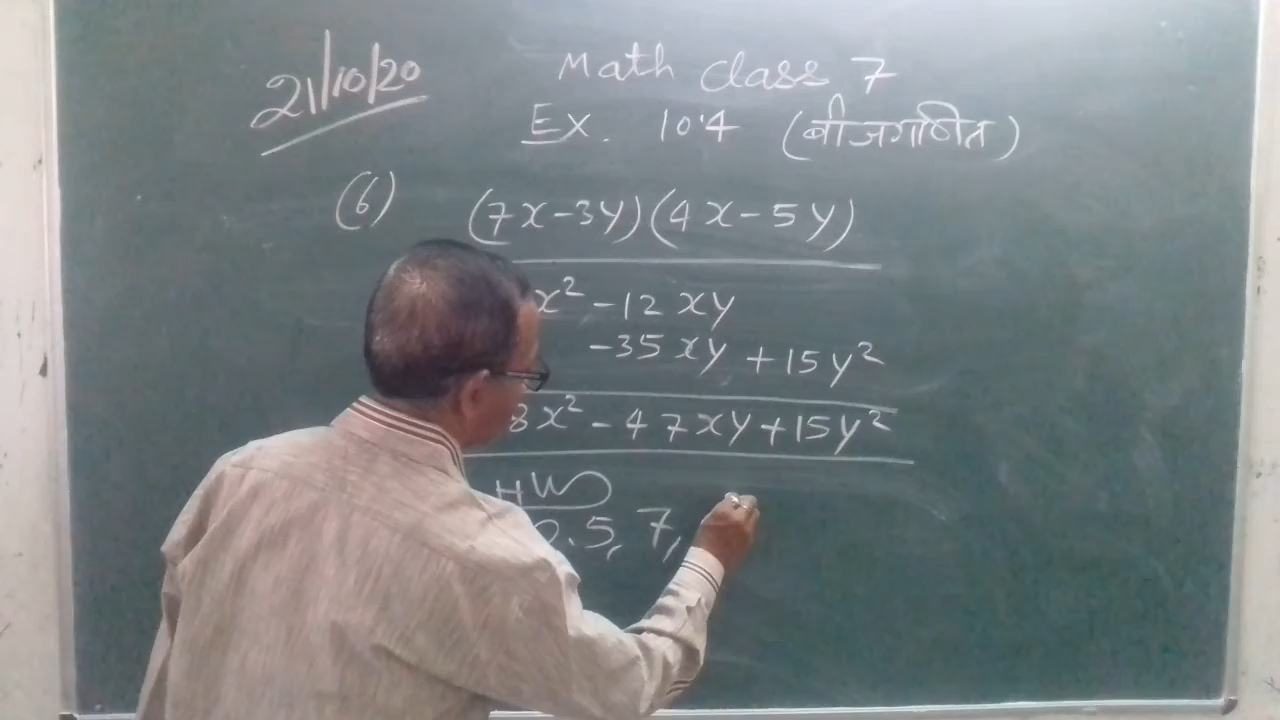 21/10/20
Math class 7
Ex. 10.4 (बीजगणित)
(6) (7x-3y)(4x-5y)
x² -12xy
-35xy +15y²
8x² - 47xy+15y²
HW
.5, 7,